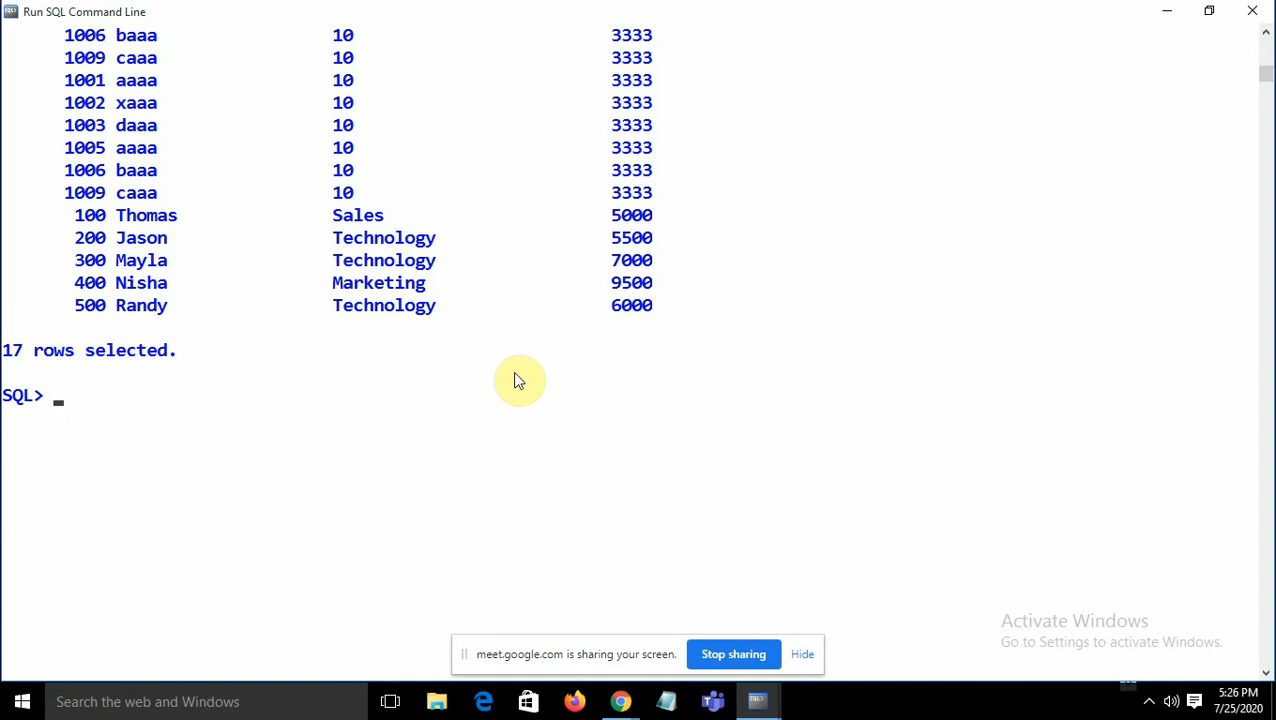 Run SQL Command Line
1006 baaa 10 3333
1009 caaa 10 3333
1001 aaaa 10 3333
1002 xaaa 10 3333
1003 daaa 10 3333
1005 aaaa 10 3333
1006 baaa 10 3333
1009 caaa 10 3333
100 Thomas Sales 5000
200 Jason Technology 5500
300 Mayla Technology 7000
400 Nisha Marketing 9500
500 Randy Technology 6000
17 rows selected.
SQL> _
Activate Windows
Go to Settings to activate Windows.
meet.google.com is sharing your screen. Stop sharing Hide
Search the web and Windows
5:26 PM
7/25/2020